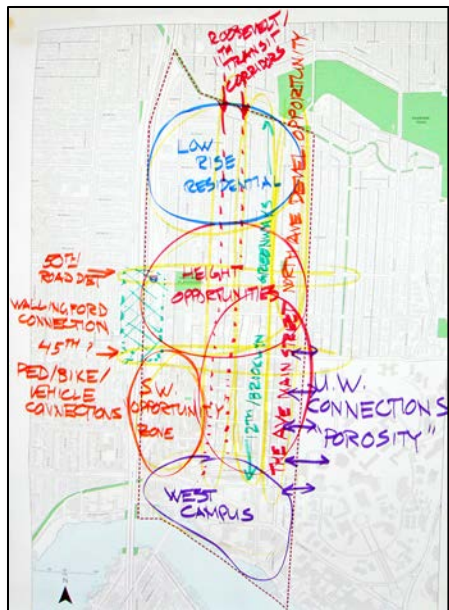 ROOSEVELT/
11TH TRANSIT
CORRIDORS
LOW
RISE
RESIDENTIAL
GREENWAYS
NORTH AVE DEVEL OPPORTUNITY
50TH
ROAD DIET
HEIGHT
OPPORTUNITIES
WALLINGFORD
CONNECTION
45TH ?
PED/BIKE/
VEHICLE
CONNECTIONS
S.W.
OPPORTUNITY
ZONE
12TH/BROOKLYN
THE AVE MAIN STREET
U.W.
CONNECTIONS
"POROSITY"
WEST
CAMPUS